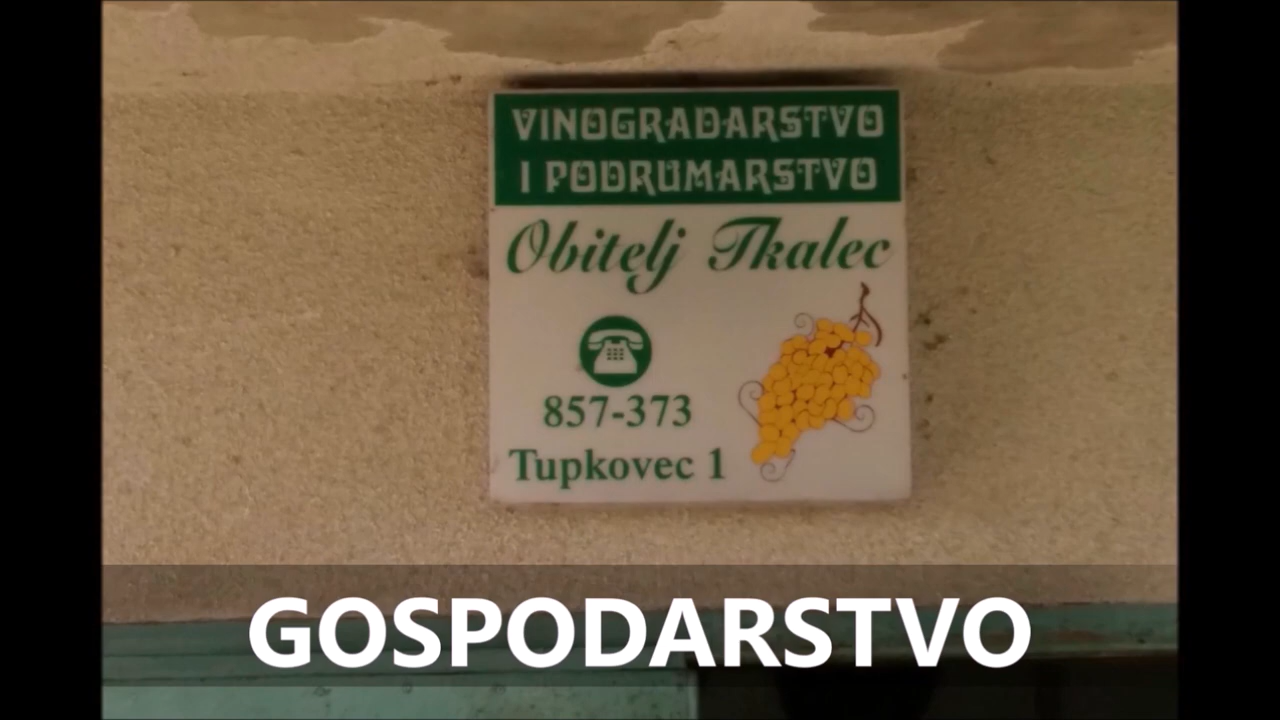 VINOGRADARSTVO
I PODRUMARSTVO
Obitelj Tkalec
857-373
Tupkovec 1
GOSPODARSTVO